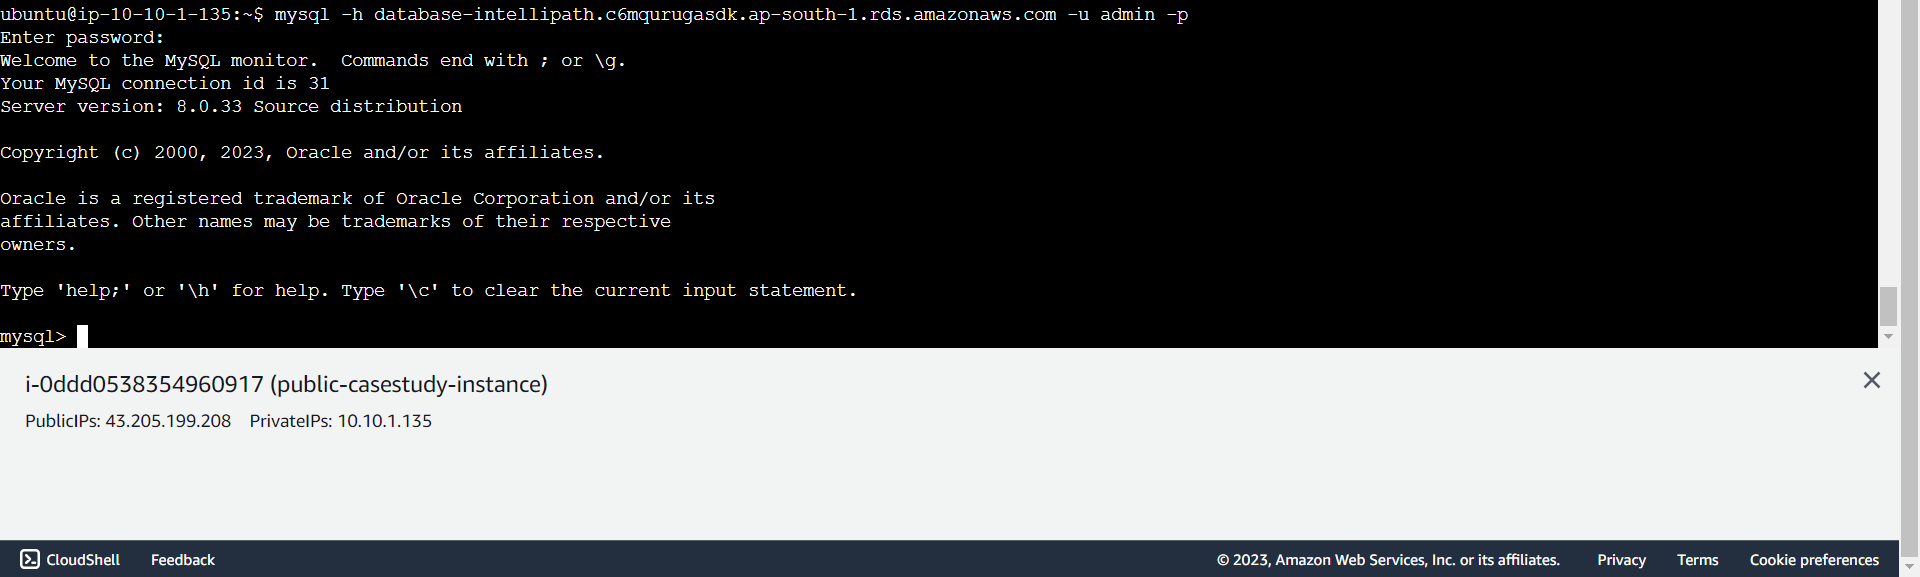 ubuntu@ip-10-10-1-135:~$ mysql -h database-intellipath.c6mqurugasdk.ap-south-1.rds.amazonaws.com -u admin -p
Enter password:
Welcome to the MySQL monitor.  Commands end with ; or \g.
Your MySQL connection id is 31
Server version: 8.0.33 Source distribution
Copyright (c) 2000, 2023, Oracle and/or its affiliates.
Oracle is a registered trademark of Oracle Corporation and/or its
affiliates. Other names may be trademarks of their respective
owners.
Type 'help;' or '\h' for help. Type '\c' to clear the current input statement.
mysql>
i-0ddd0538354960917 (public-casestudy-instance)
PublicIPs: 43.205.199.208    PrivateIPs: 10.10.1.135
CloudShell    Feedback    © 2023, Amazon Web Services, Inc. or its affiliates.    Privacy    Terms    Cookie preferences